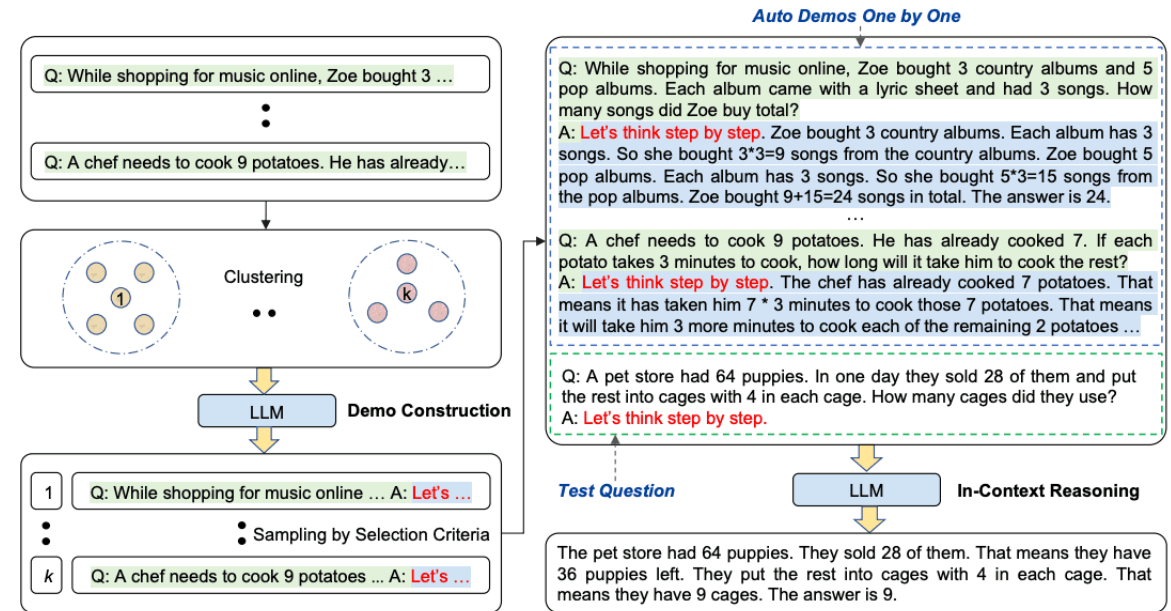 Q: While shopping for music online, Zoe bought 3 …
Q: A chef needs to cook 9 potatoes. He has already…
Clustering
1
k
LLM
Demo Construction
1
Q: While shopping for music online … A: Let's …
Sampling by Selection Criteria
k
Q: A chef needs to cook 9 potatoes ... A: Let's …
Auto Demos One by One
Q: While shopping for music online, Zoe bought 3 country albums and 5
pop albums. Each album came with a lyric sheet and had 3 songs. How
many songs did Zoe buy total?
A: Let's think step by step. Zoe bought 3 country albums. Each album has 3
songs. So she bought 3*3=9 songs from the country albums. Zoe bought 5
pop albums. Each album has 3 songs. So she bought 5*3=15 songs from
the pop albums. Zoe bought 9+15=24 songs in total. The answer is 24.
…
Q: A chef needs to cook 9 potatoes. He has already cooked 7. If each
potato takes 3 minutes to cook, how long will it take him to cook the rest?
A: Let's think step by step. The chef has already cooked 7 potatoes. That
means it has taken him 7 * 3 minutes to cook those 7 potatoes. That means
it will take him 3 more minutes to cook each of the remaining 2 potatoes …
Q: A pet store had 64 puppies. In one day they sold 28 of them and put
the rest into cages with 4 in each cage. How many cages did they use?
A: Let's think step by step.
Test Question
LLM
In-Context Reasoning
The pet store had 64 puppies. They sold 28 of them. That means they have
36 puppies left. They put the rest into cages with 4 in each cage. That
means they have 9 cages. The answer is 9.